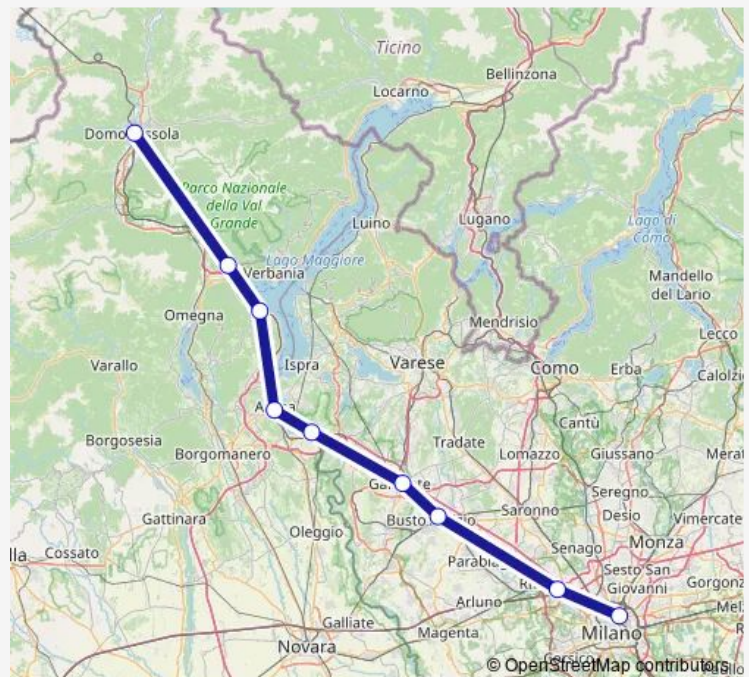 Ticino
Bellinzona
Locarno
Parco Nazionale
della Val
Grande
Luino
Lugano
Lago di
Como
Lago Maggiore
Verbania
Mandello
del Lario
Omegna
Mendrisio
Lecco
Varallo
Ispra
Varese
Como
Erba
Calolzi
Cantù
Borgosesia
Borgomanero
Tradate
Lomazzo
Giussano
Merat
Seregno
Gattinara
Saronno
Desio
Vimercate
Oleggio
Busto
Monza
Cossato
Senago
Sesto San
Giovanni
Gorgonz
Arluno
Galliate
Magenta
Milano
Novara
© OpenStreetMap contributors